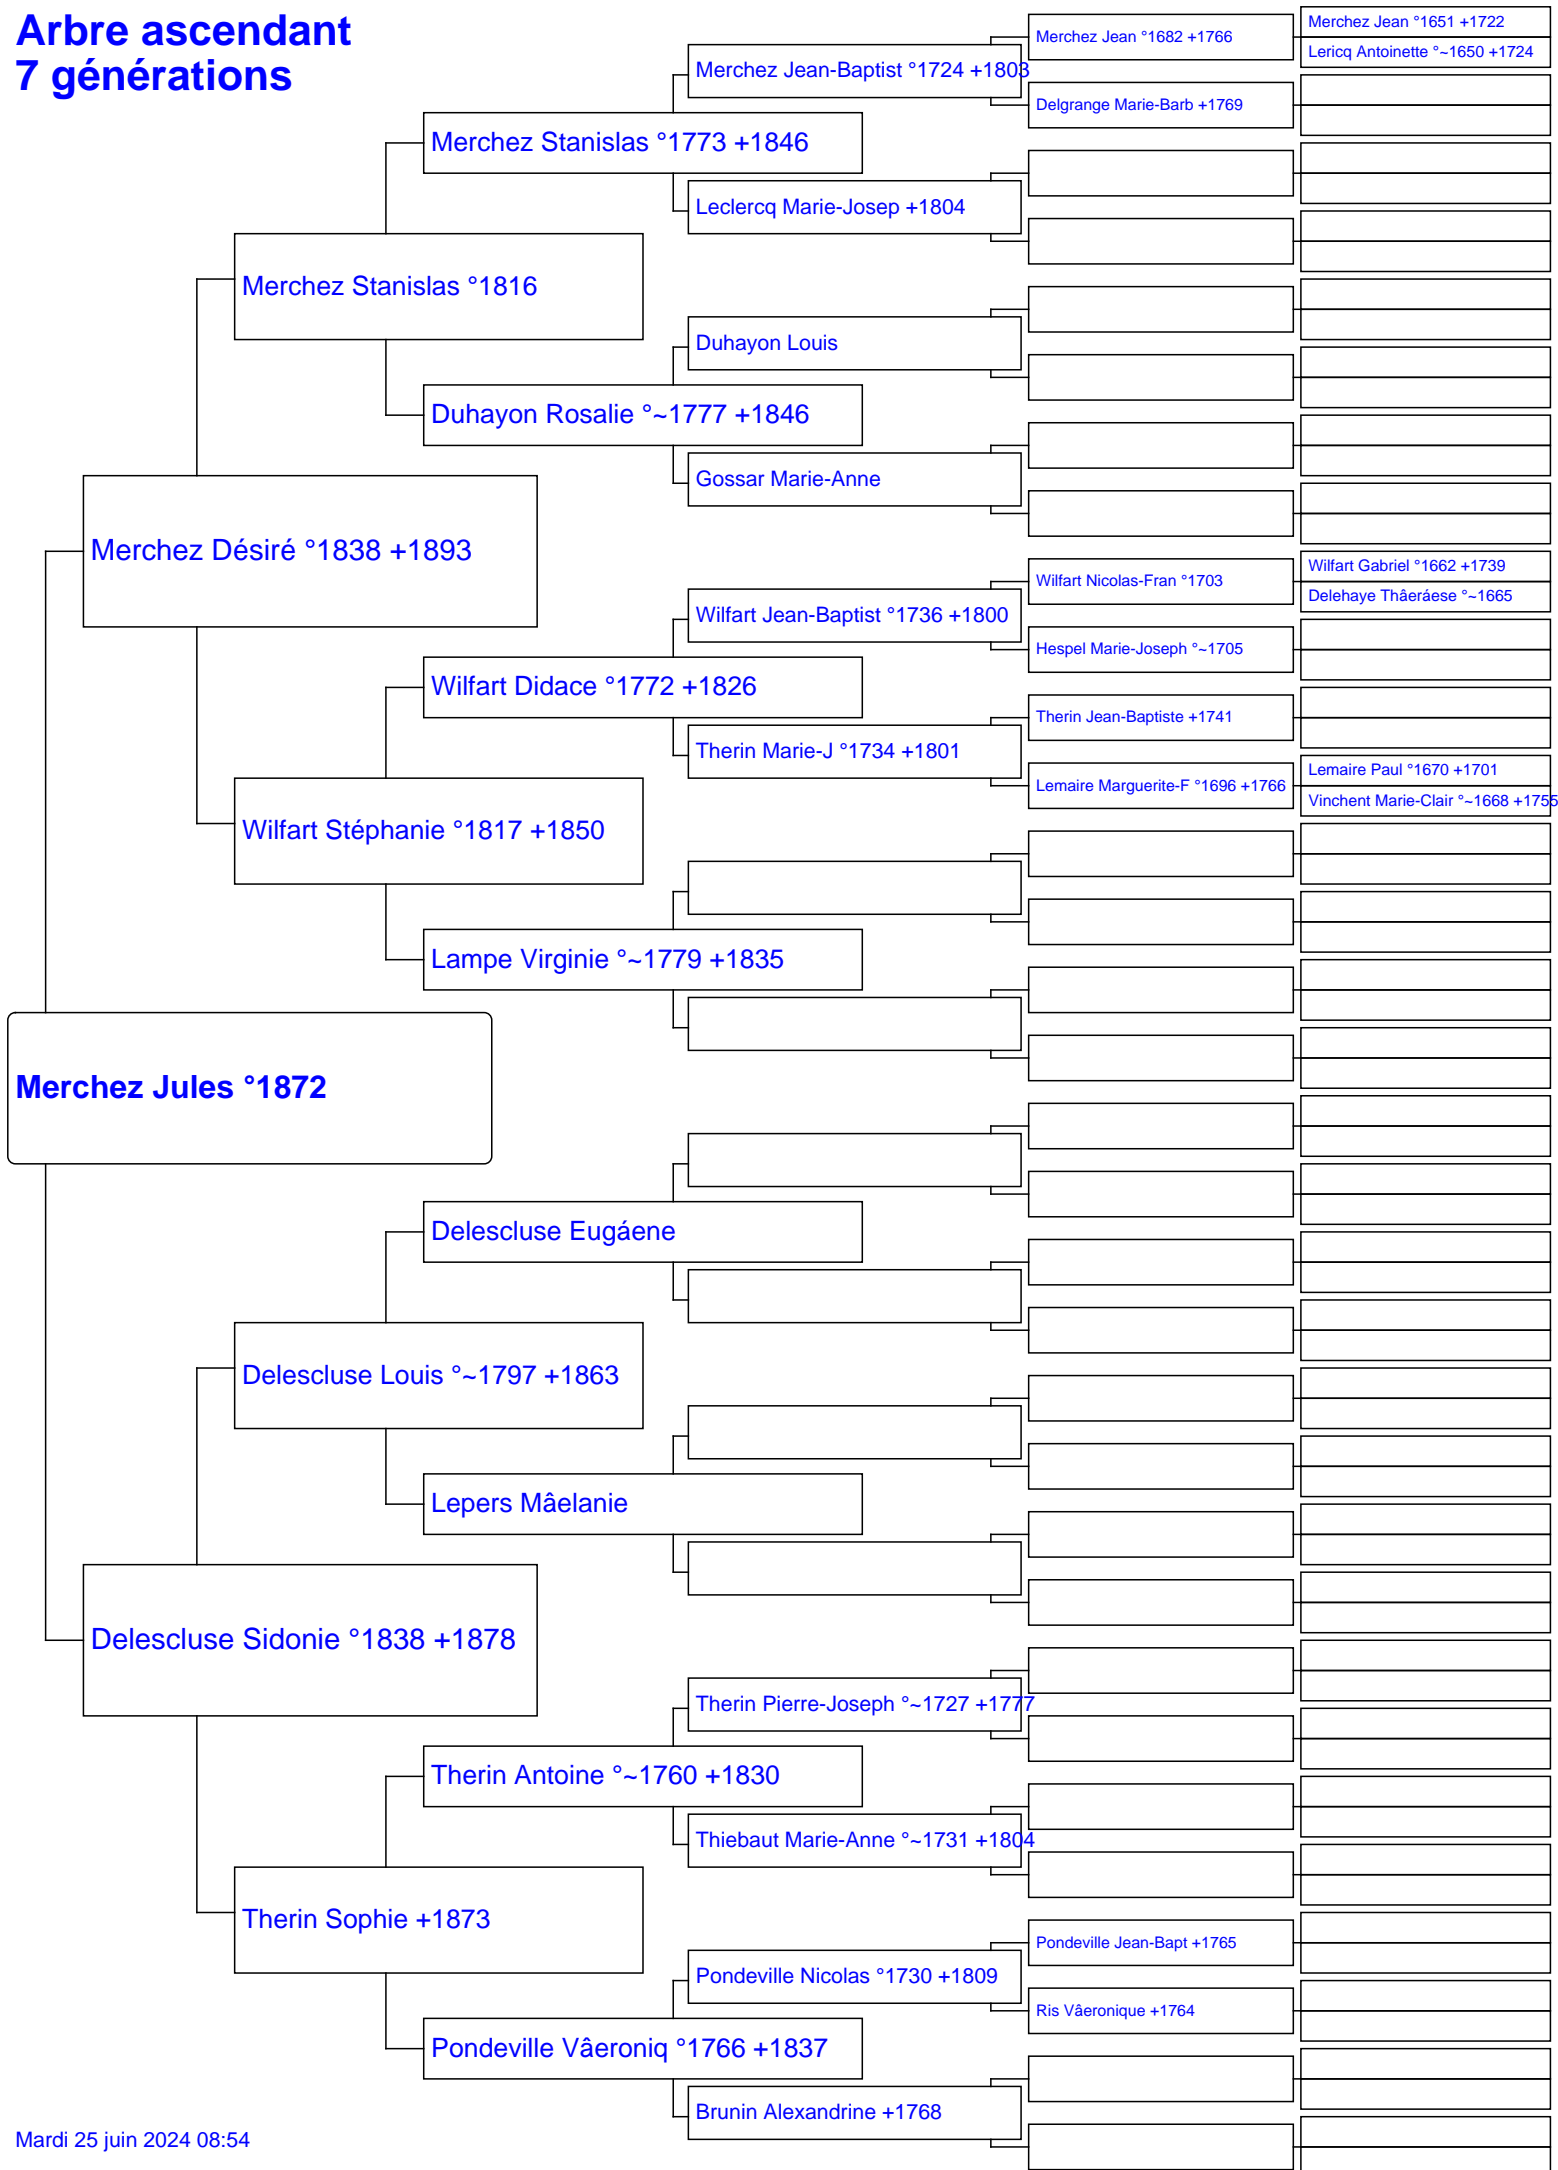 Arbre ascendant
7 générations
Merchez Jean °1651 +1722
Merchez Jean °1682 +1766
Lericq Antoinette °~1650 +1724
Merchez Jean-Baptist °1724 +1803
Delgrange Marie-Barb +1769
Merchez Stanislas °1773 +1846
Leclercq Marie-Josep +1804
Merchez Stanislas °1816
Duhayon Louis
Duhayon Rosalie °~1777 +1846
Gossar Marie-Anne
Merchez Désiré °1838 +1893
Wilfart Gabriel °1662 +1739
Wilfart Nicolas-Fran °1703
Delehaye Thâeráese °~1665
Wilfart Jean-Baptist °1736 +1800
Hespel Marie-Joseph °~1705
Wilfart Didace °1772 +1826
Therin Jean-Baptiste +1741
Therin Marie-J °1734 +1801
Lemaire Paul °1670 +1701
Lemaire Marguerite-F °1696 +1766
Vinchent Marie-Clair °~1668 +1755
Wilfart Stéphanie °1817 +1850
Lampe Virginie °~1779 +1835
Merchez Jules °1872
Delescluse Eugáene
Delescluse Louis °~1797 +1863
Lepers Mâelanie
Delescluse Sidonie °1838 +1878
Therin Pierre-Joseph °~1727 +1777
Therin Antoine °~1760 +1830
Thiebaut Marie-Anne °~1731 +1804
Therin Sophie +1873
Pondeville Jean-Bapt +1765
Pondeville Nicolas °1730 +1809
Ris Vâeronique +1764
Pondeville Vâeroniq °1766 +1837
Brunin Alexandrine +1768
Mardi 25 juin 2024 08:54